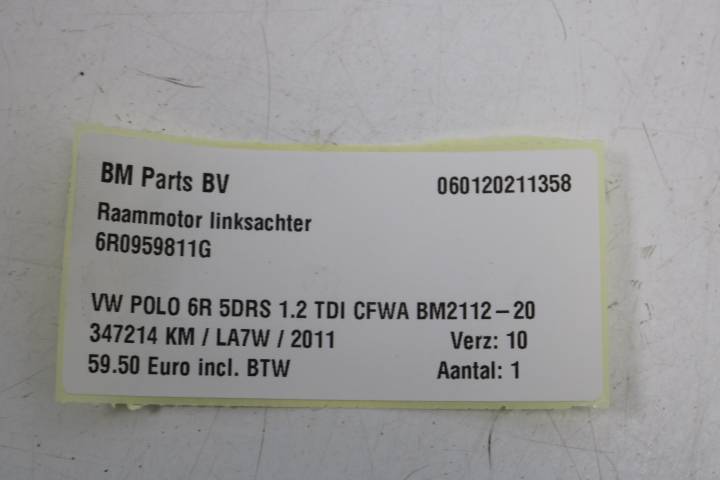 BM Parts BV 060120211358
Raammotor linksachter
6R0959811G
VW POLO 6R 5DRS 1.2 TDI CFWA BM2112-20
347214 KM / LA7W / 2011 Verz: 10
59.50 Euro incl. BTW Aantal: 1